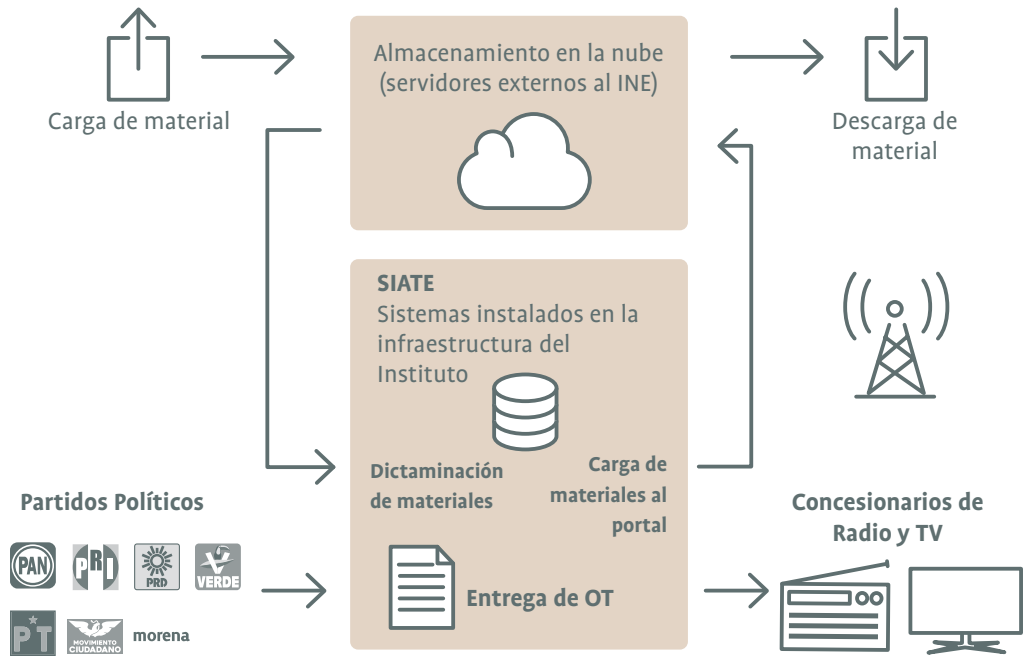 Carga de material
Almacenamiento en la nube
(servidores externos al INE)
Descarga de
material
SIATE
Sistemas instalados en la
infraestructura del
Instituto
Dictaminación
de materiales
Carga de
materiales al
portal
Entrega de OT
Partidos Políticos
PAN
PRI
PRD
VERDE
PT
MOVIMIENTO
CIUDADANO
morena
Concesionarios de
Radio y TV